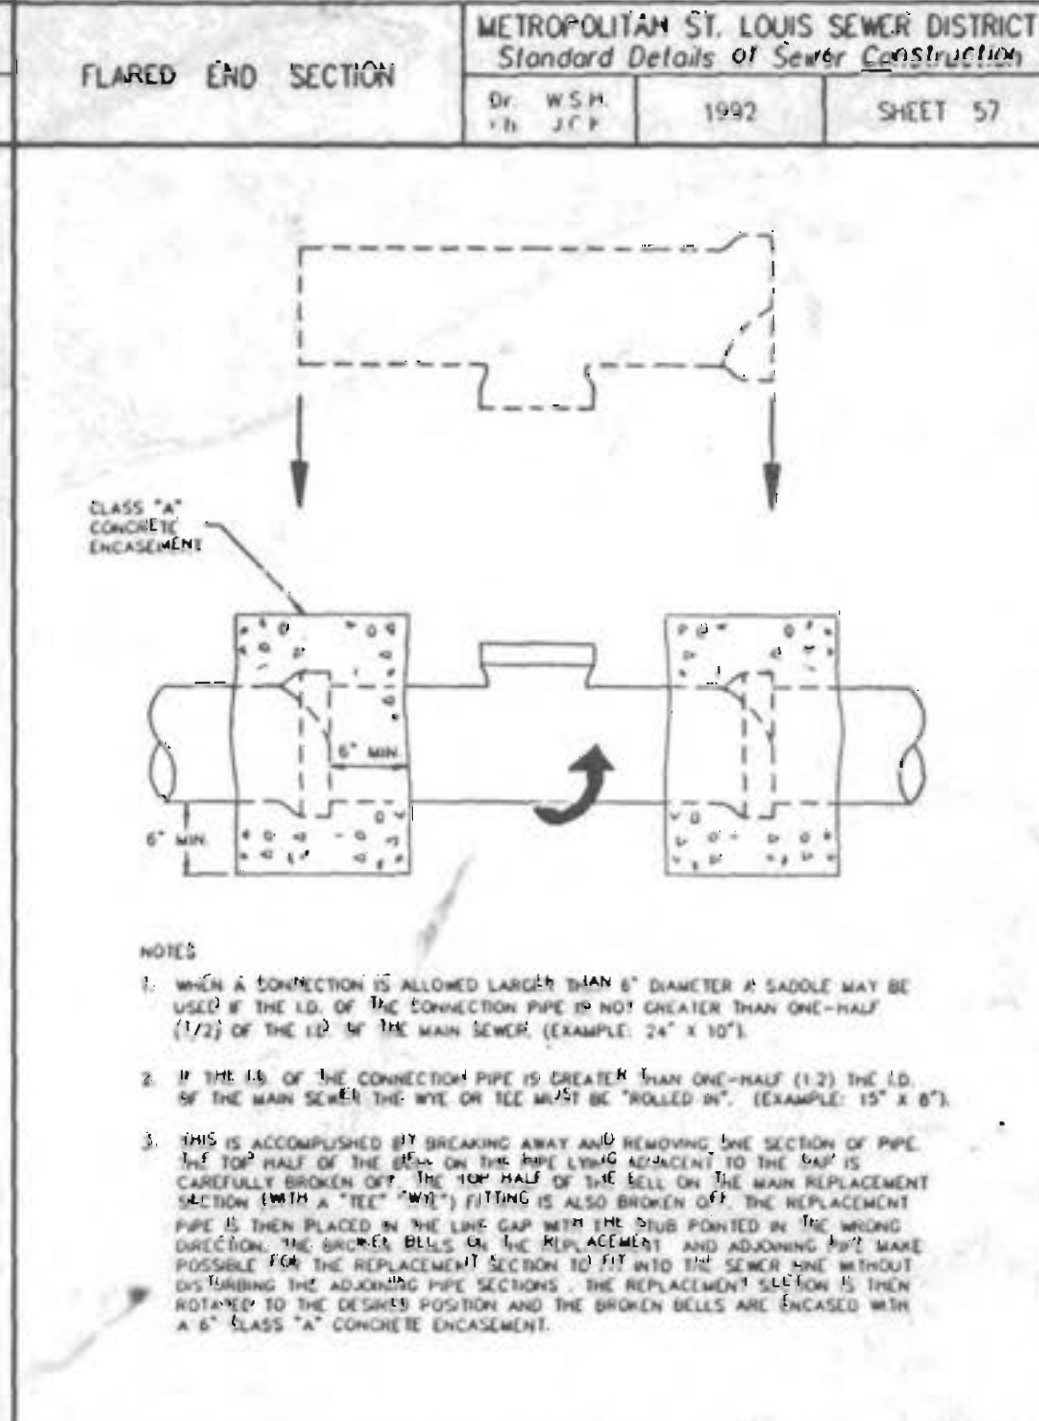 FLARED END SECTION
METROPOLITAN ST. LOUIS SEWER DISTRICT
Standard Details of Sewer Construction
Dr. W.S.H.
1992
SHEET 57
CLASS "A"
CONCRETE
ENCASEMENT
6" MIN.
6" MIN.
NOTES
1. WHEN A CONNECTION IS ALLOWED LARGER THAN 6" DIAMETER A SADDLE MAY BE
USED IF THE I.D. OF THE CONNECTION PIPE IS NOT GREATER THAN ONE-HALF
(1/2) OF THE I.D. OF THE MAIN SEWER. (EXAMPLE: 24" X 10").
2. IF THE I.D. OF THE CONNECTION PIPE IS GREATER THAN ONE-HALF (1.2) THE I.D.
OF THE MAIN SEWER THE WYE OR TEE MUST BE "ROLLED IN". (EXAMPLE: 15" X 8").
3. THIS IS ACCOMPLISHED BY BREAKING AWAY AND REMOVING ONE SECTION OF PIPE.
THE TOP HALF OF THE BELL ON THE PIPE LYING ADJACENT TO THE GAP IS
CAREFULLY BROKEN OFF. THE TOP HALF OF THE BELL ON THE MAIN REPLACEMENT
SECTION (WITH A "TEE" "WYE") FITTING IS ALSO BROKEN OFF. THE REPLACEMENT
PIPE IS THEN PLACED IN THE LINE GAP WITH THE STUB POINTED IN THE WRONG
DIRECTION. THE BROKEN BELLS ON THE REPLACEMENT AND ADJOINING PIPE MAKE
POSSIBLE FOR THE REPLACEMENT SECTION TO FIT INTO THE SEWER LINE WITHOUT
DISTURBING THE ADJOINING PIPE SECTIONS. THE REPLACEMENT SECTION IS THEN
ROTATED TO THE DESIRED POSITION AND THE BROKEN BELLS ARE ENCASED WITH
A 6" CLASS "A" CONCRETE ENCASEMENT.